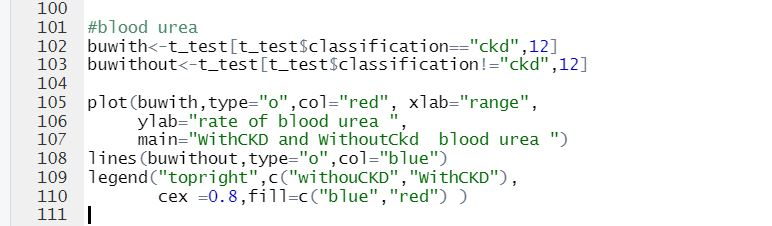 100
101 #blood urea
102 buwith<-t_test[t_test$classification=="ckd",12]
103 buwithout<-t_test[t_test$classification!="ckd",12]
104
105 plot(buwith,type="o",col="red", xlab="range",
106      ylab="rate of blood urea ",
107      main="WithCKD and WithoutCkd  blood urea ")
108 lines(buwithout,type="o",col="blue")
109 legend("topright",c("withouCKD","WithCKD"),
110        cex =0.8,fill=c("blue","red") )
111